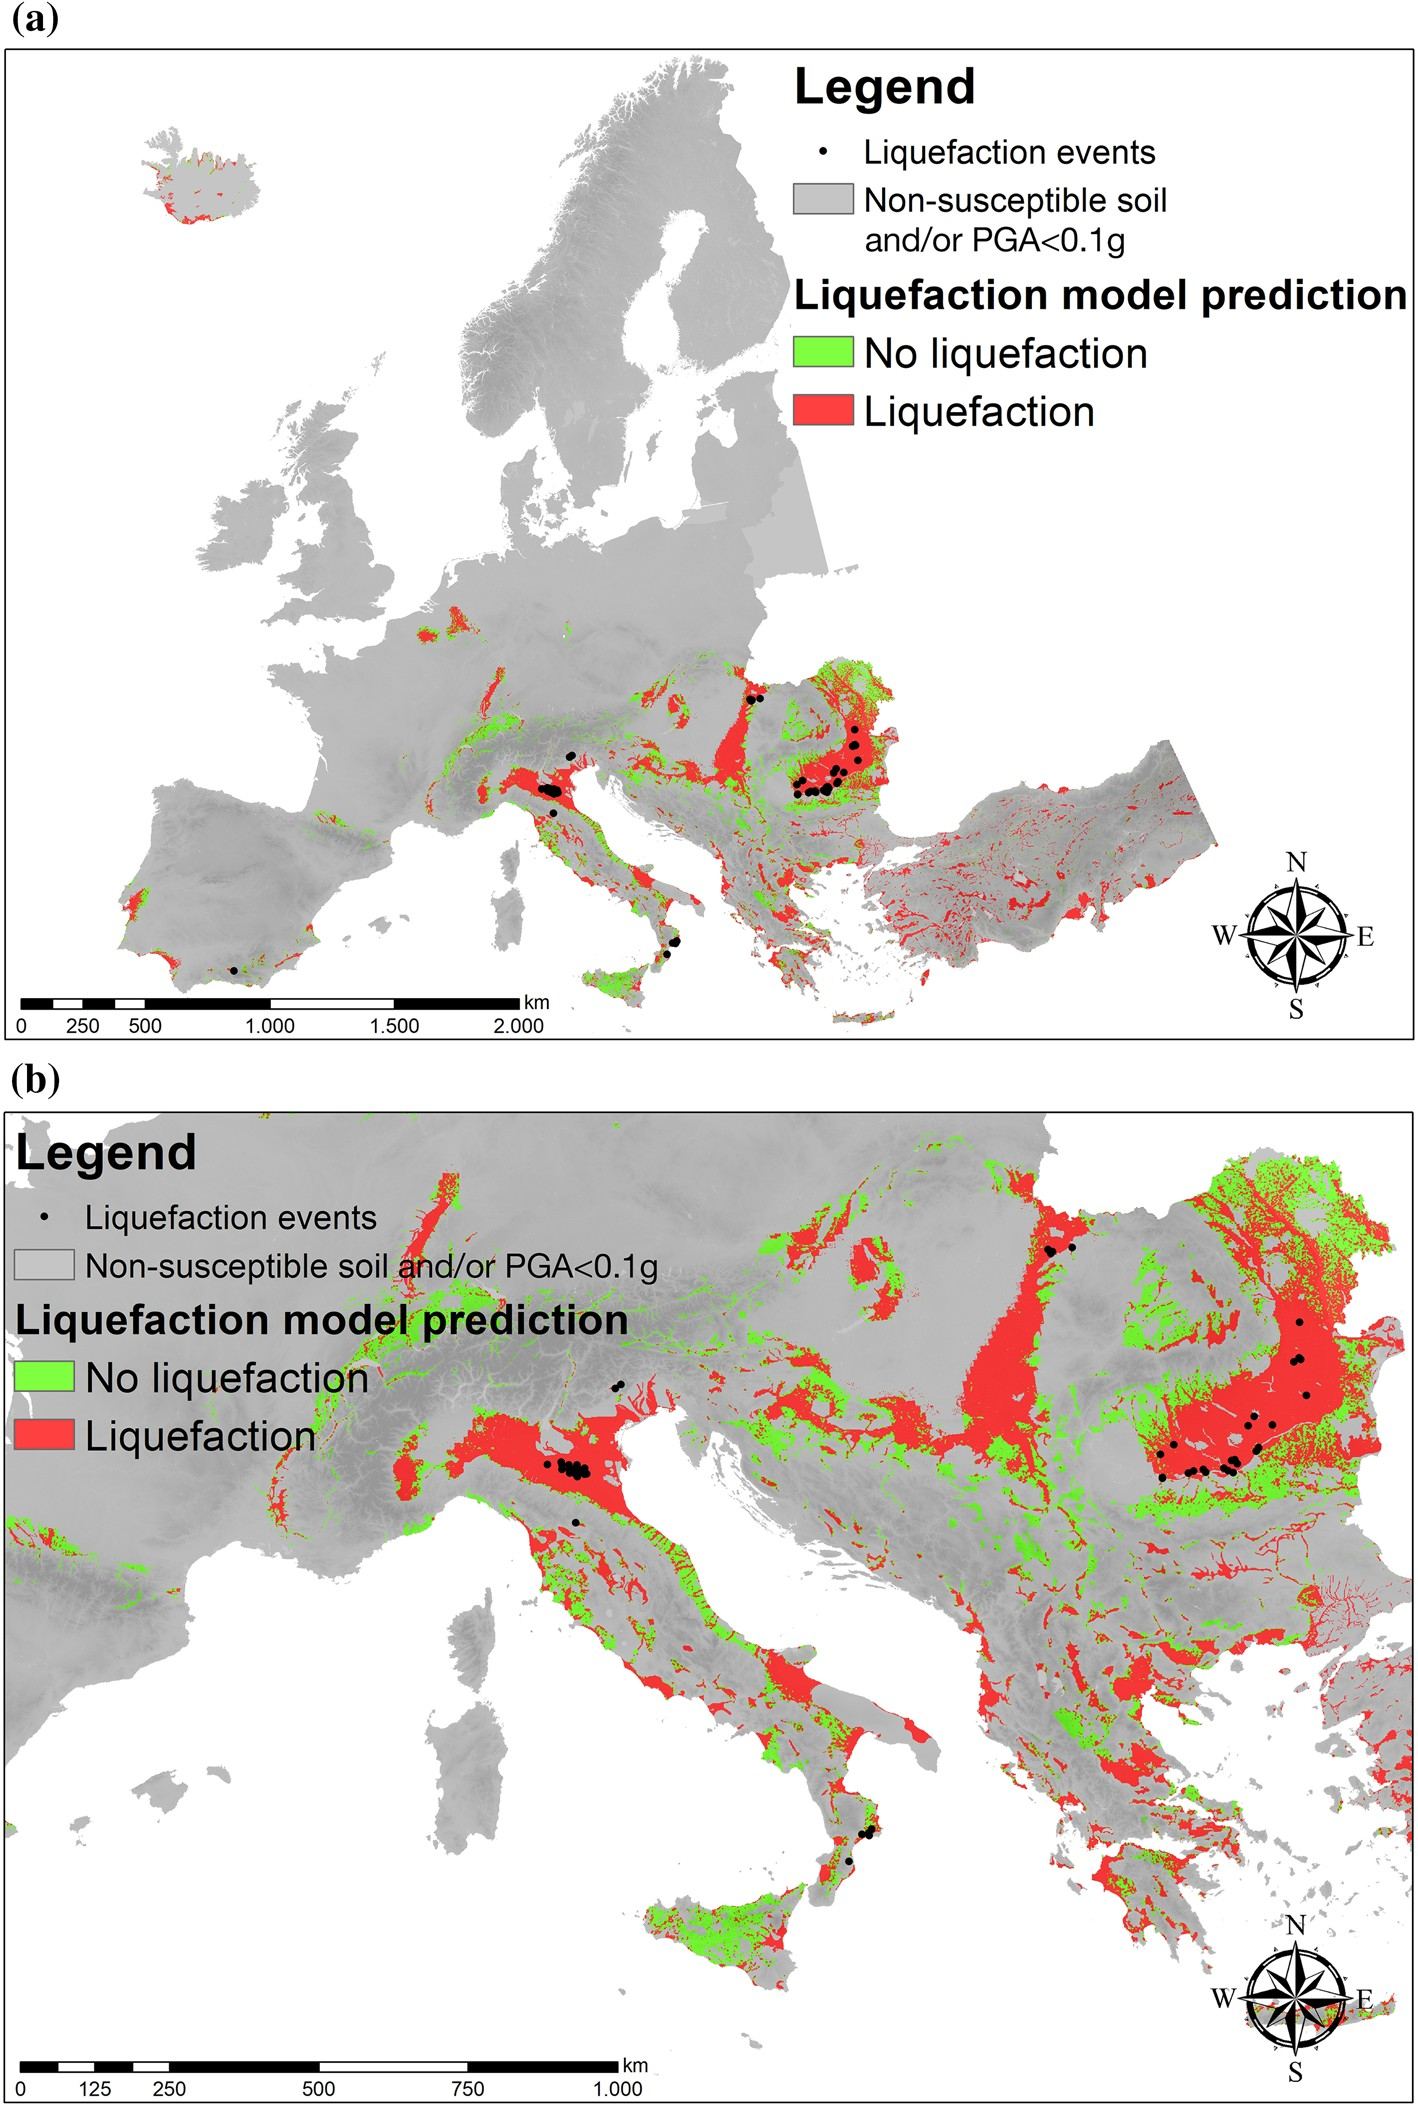 (a)
Legend
Liquefaction events
Non-susceptible soil
and/or PGA<0.1g
Liquefaction model prediction
No liquefaction
Liquefaction
N
W E
S
km
0 250 500 1.000 1.500 2.000
(b)
Legend
Liquefaction events
Non-susceptible soil and/or PGA<0.1g
Liquefaction model prediction
No liquefaction
Liquefaction
N
W E
S
km
0 125 250 500 750 1.000